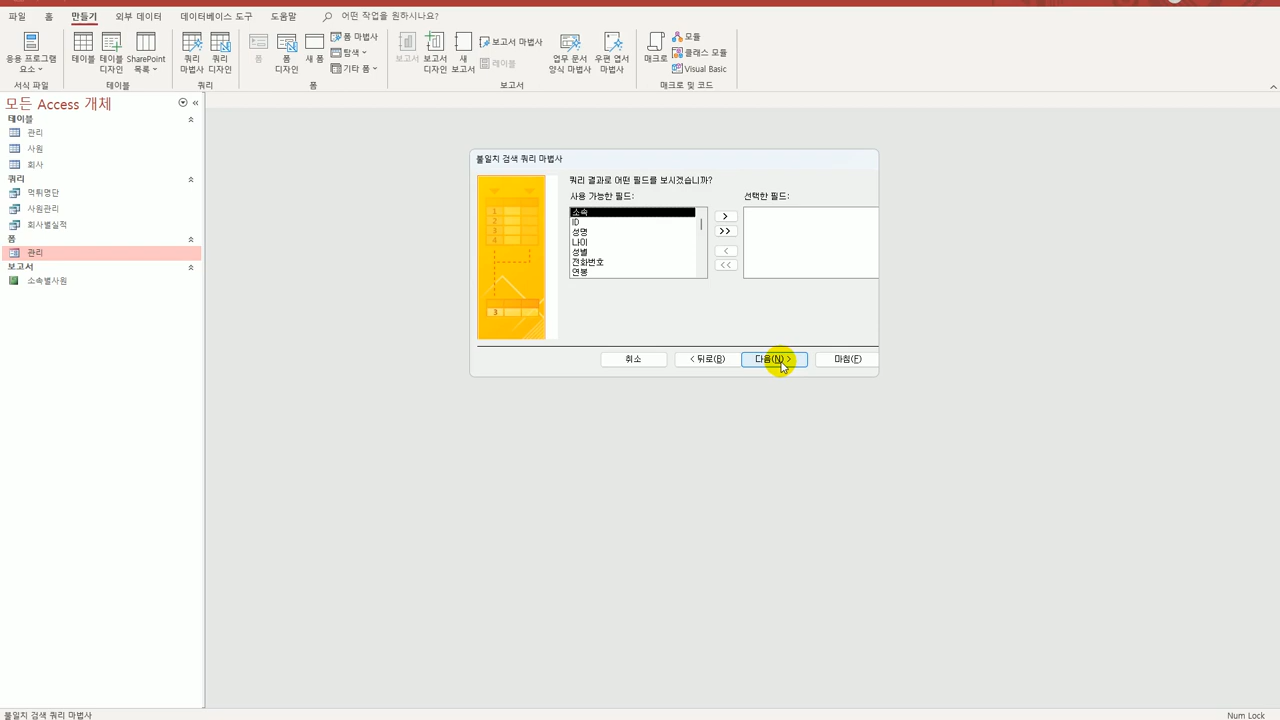 파일 홈 만들기 외부 데이터 데이터베이스 도구 도움말 어떤 작업을 원하시나요?
응용 프로그램 요소
테이블
테이블 디자인
SharePoint 목록
쿼리 마법사
쿼리 디자인
폼
폼 디자인
새 폼
폼 마법사
탐색
기타 폼
보고서
보고서 디자인
새 보고서
보고서 마법사
레이블
업무 문서 양식 마법사
우편 엽서 마법사
매크로
모듈
클래스 모듈
Visual Basic
서식 파일 테이블 쿼리 폼 보고서 매크로 및 코드
모든 Access 개체
테이블
관리
사원
회사
쿼리
먹튀명단
사원관리
회사별실적
폼
관리
보고서
소속별사원
불일치 검색 쿼리 마법사
쿼리 결과로 어떤 필드를 보시겠습니까?
사용 가능한 필드: 선택한 필드:
소속
ID
성명
나이
성별
전화번호
연봉
>
>>
<
<<
1
2
3
4
3
취소 < 뒤로(B) 다음(N) > 마침(F)
불일치 검색 쿼리 마법사 Num Lock